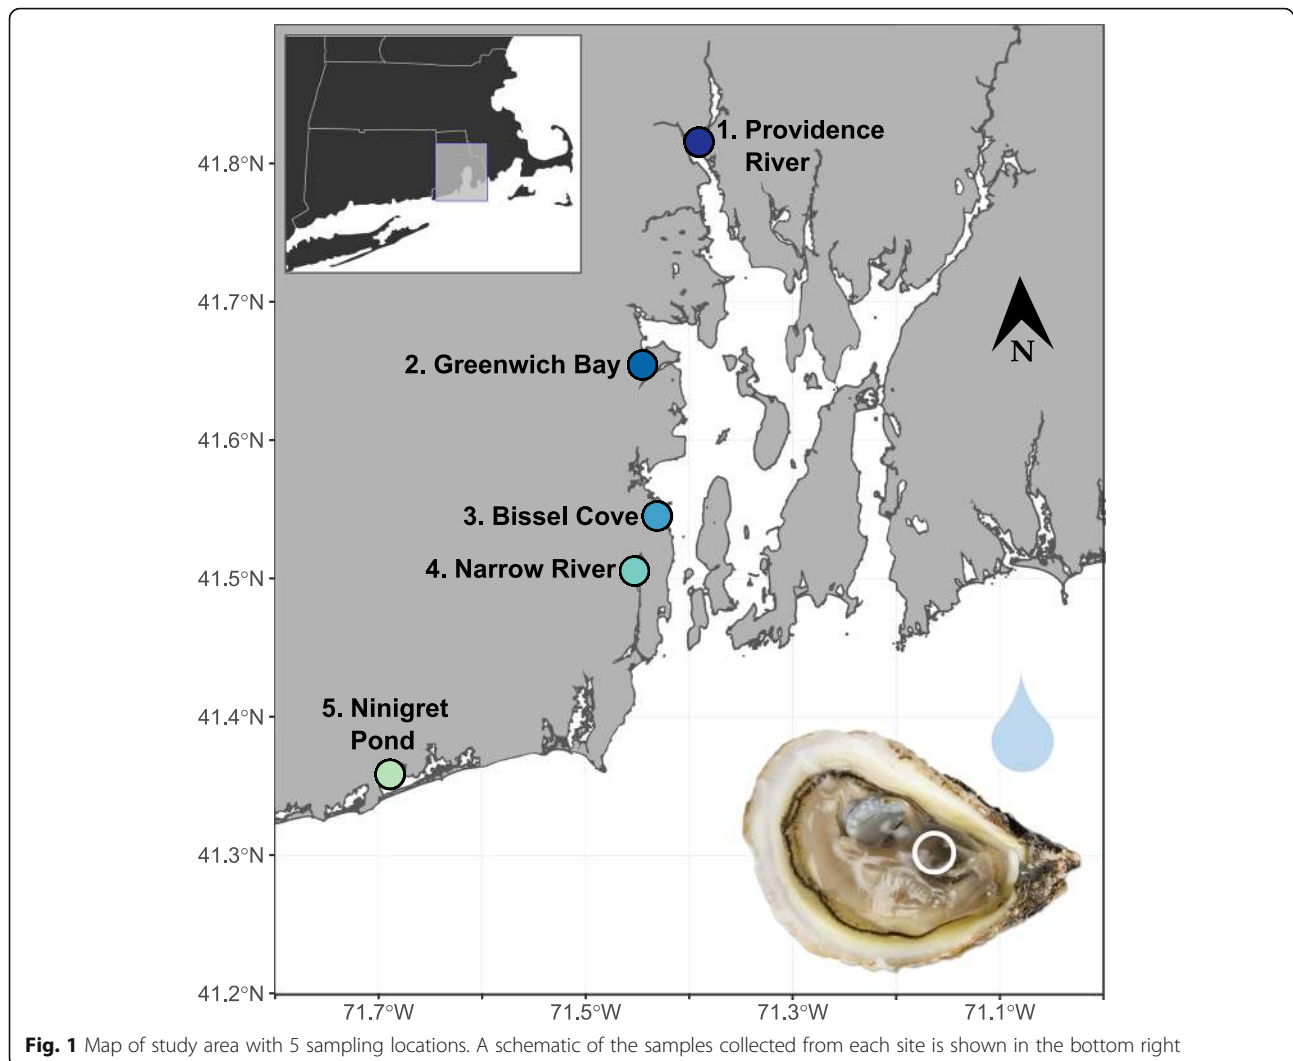 1. Providence
River
41.8°N
41.7°N
N
2. Greenwich Bay
41.6°N
3. Bissel Cove
4. Narrow River
41.5°N
5. Ninigret
Pond
41.4°N
41.3°N
41.2°N
71.7°W
71.5°W
71.3°W
71.1°W
Fig. 1 Map of study area with 5 sampling locations. A schematic of the samples collected from each site is shown in the bottom right